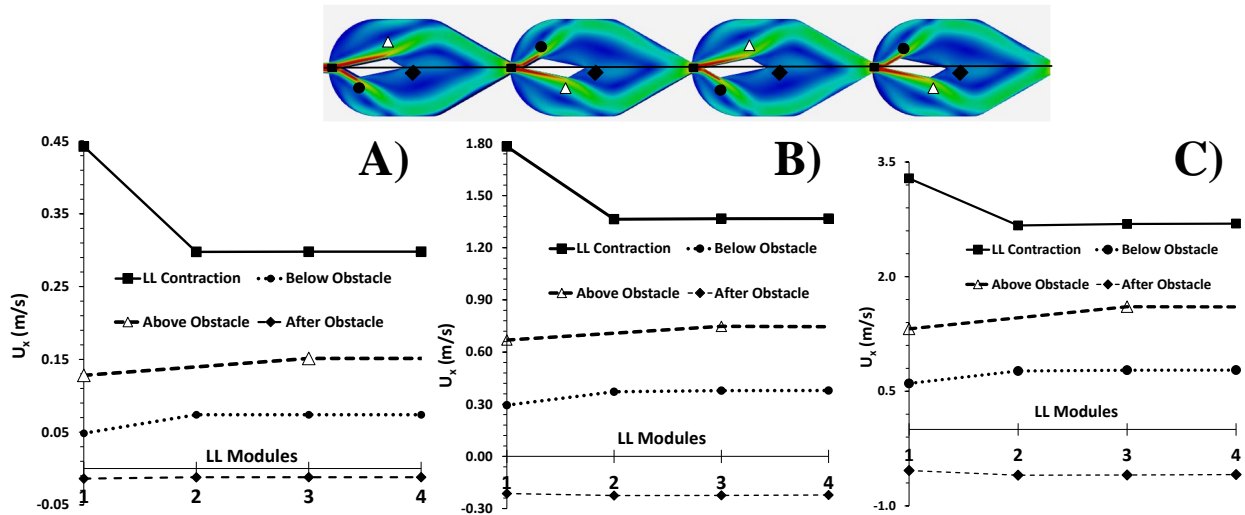 A)
0.45
0.35
0.25
0.15
0.05
-0.05
U_x (m/s)
LL Contraction
Below Obstacle
Above Obstacle
After Obstacle
LL Modules
1 2 3 4
B)
1.80
1.50
1.20
0.90
0.60
0.30
0.00
-0.30
U_x (m/s)
LL Contraction
Below Obstacle
Above Obstacle
After Obstacle
LL Modules
1 2 3 4
C)
3.5
2.0
0.5
-1.0
U_x (m/s)
LL Contraction
Below Obstacle
Above Obstacle
After Obstacle
LL Modules
1 2 3 4